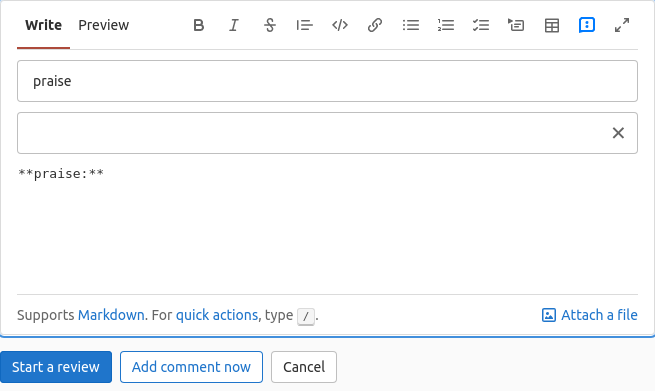 Write Preview
praise
**praise:**
Supports Markdown. For quick actions, type /. Attach a file
Start a review Add comment now Cancel